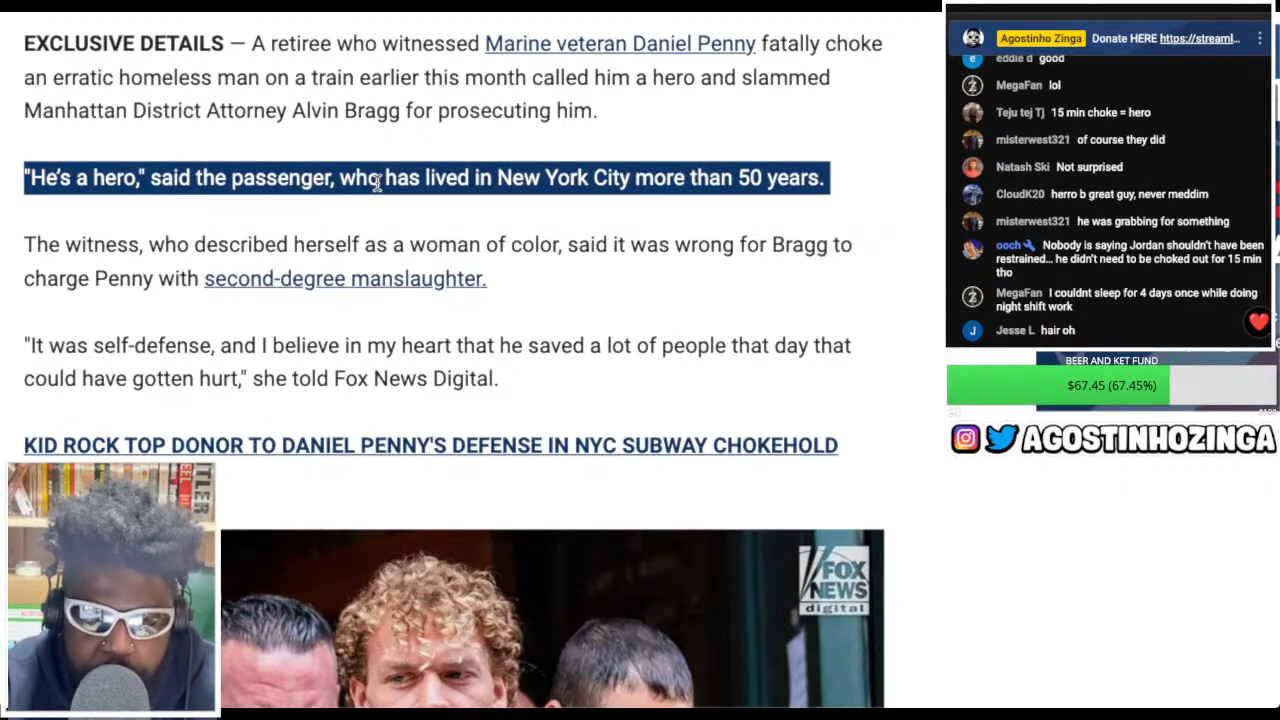 EXCLUSIVE DETAILS — A retiree who witnessed Marine veteran Daniel Penny fatally choke
an erratic homeless man on a train earlier this month called him a hero and slammed
Manhattan District Attorney Alvin Bragg for prosecuting him.
"He's a hero," said the passenger, who has lived in New York City more than 50 years.
The witness, who described herself as a woman of color, said it was wrong for Bragg to
charge Penny with second-degree manslaughter.
"It was self-defense, and I believe in my heart that he saved a lot of people that day that
could have gotten hurt," she told Fox News Digital.
KID ROCK TOP DONOR TO DANIEL PENNY'S DEFENSE IN NYC SUBWAY CHOKEHOLD
FOX
NEWS
digital
Agostinho Zinga Donate HERE https://streaml...
eddie d good
MegaFan lol
Teju tej Tj 15 min choke = hero
misterwest321 of course they did
Natash Ski Not surprised
CloudK20 herro b great guy, never meddim
misterwest321 he was grabbing for something
ooch Nobody is saying Jordan shouldn't have been
restrained... he didn't need to be choked out for 15 min
tho
MegaFan I couldnt sleep for 4 days once while doing
night shift work
J Jesse L hair oh
BEER AND KET FUND
$67.45 (67.45%)
AGOSTINHOZINGA